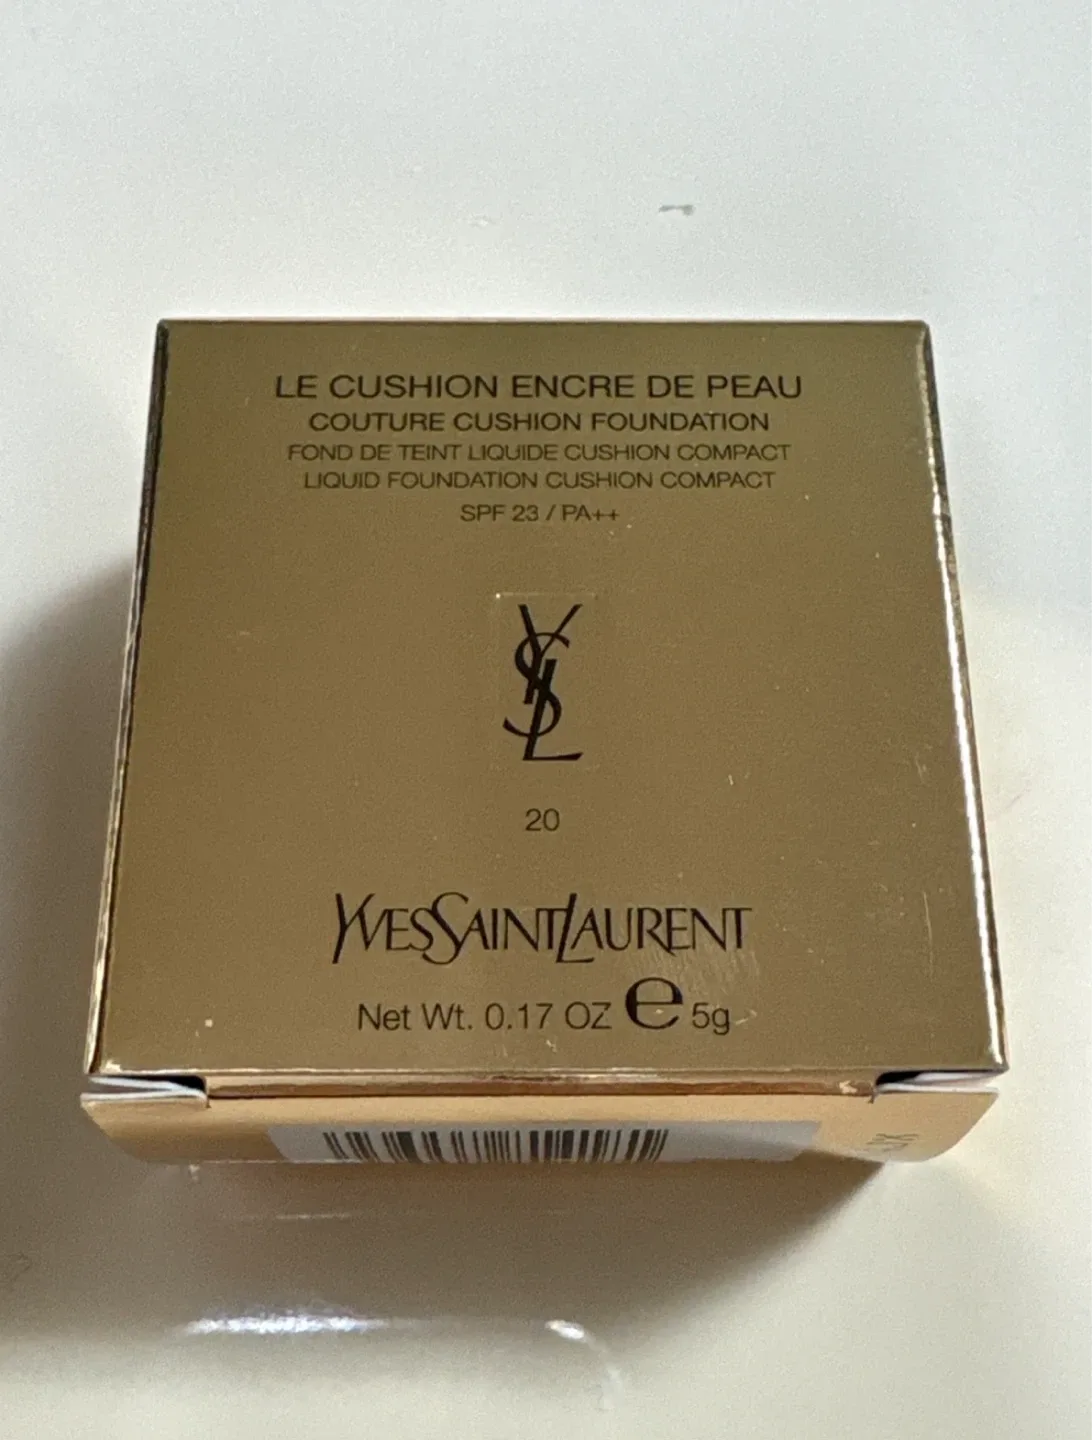 LE CUSHION ENCRE DE PEAU
COUTURE CUSHION FOUNDATION
FOND DE TEINT LIQUIDE CUSHION COMPACT
LIQUID FOUNDATION CUSHION COMPACT
SPF 23 / PA++
YSL
20
YVESSAINTLAURENT
Net Wt. 0.17 OZ e 5g